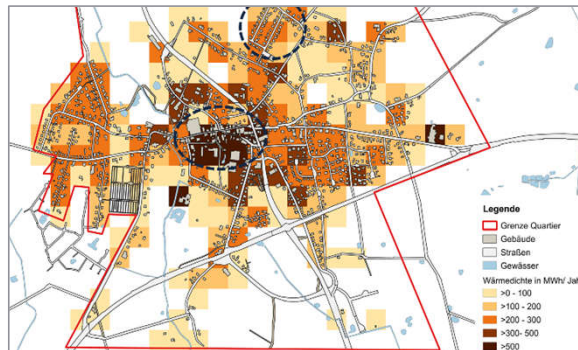 Legende
Grenze Quartier
Gebäude
Straßen
Gewässer
Wärmedichte in MWh/ Jahr
>0 - 100
>100 - 200
>200 - 300
>300- 500
>500